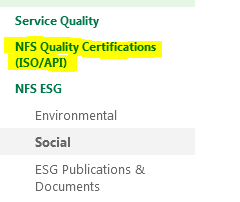 Service Quality
NFS Quality Certifications
(ISO/API)
NFS ESG
Environmental
Social
ESG Publications &
Documents